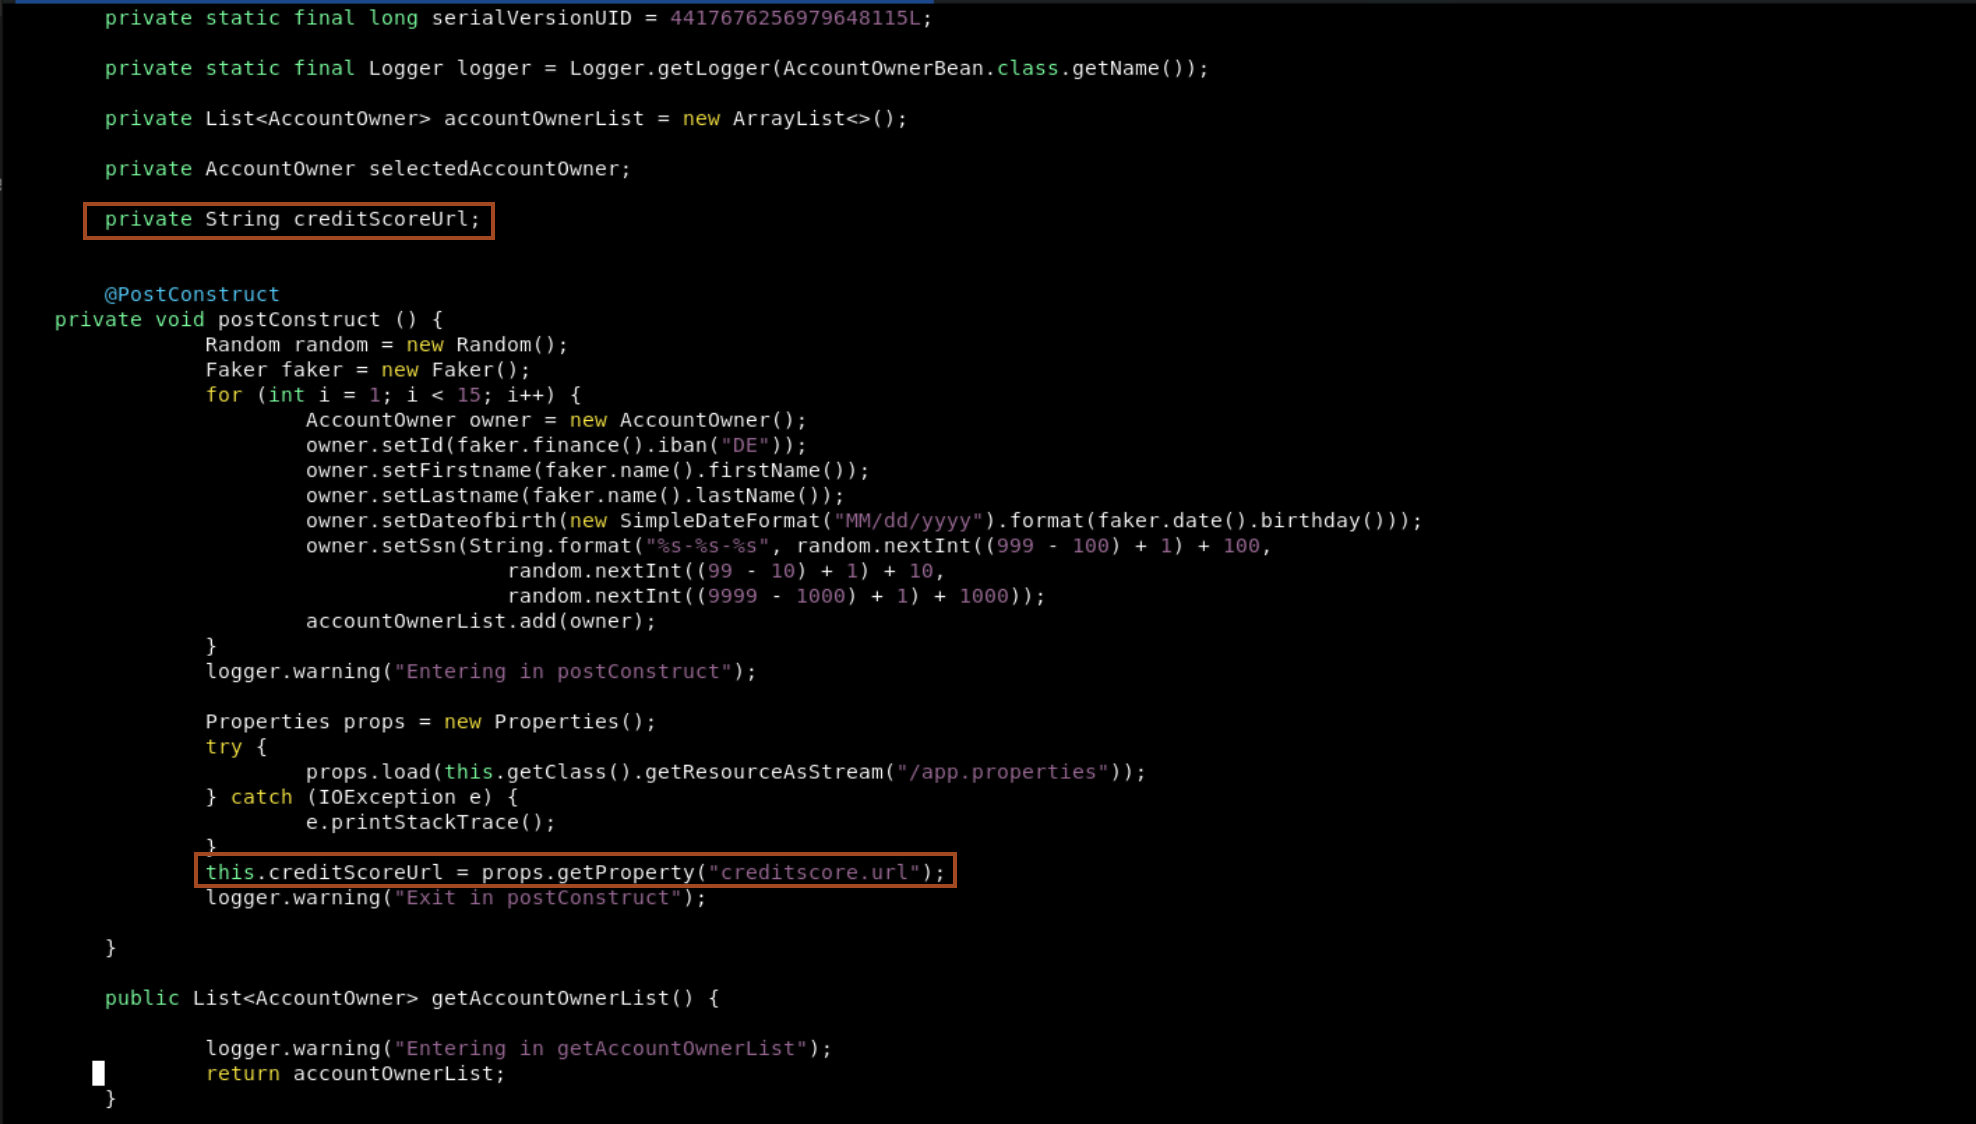 private static final long serialVersionUID = 4417676256979648115L;
private static final Logger logger = Logger.getLogger(AccountOwnerBean.class.getName());
private List<AccountOwner> accountOwnerList = new ArrayList<>();
private AccountOwner selectedAccountOwner;
private String creditScoreUrl;
@PostConstruct
private void postConstruct () {
Random random = new Random();
Faker faker = new Faker();
for (int i = 1; i < 15; i++) {
AccountOwner owner = new AccountOwner();
owner.setId(faker.finance().iban("DE"));
owner.setFirstname(faker.name().firstName());
owner.setLastname(faker.name().lastName());
owner.setDateofbirth(new SimpleDateFormat("MM/dd/yyyy").format(faker.date().birthday()));
owner.setSsn(String.format("%s-%s-%s", random.nextInt((999 - 100) + 1) + 100,
random.nextInt((99 - 10) + 1) + 10,
random.nextInt((9999 - 1000) + 1) + 1000));
accountOwnerList.add(owner);
}
logger.warning("Entering in postConstruct");
Properties props = new Properties();
try {
props.load(this.getClass().getResourceAsStream("/app.properties"));
} catch (IOException e) {
e.printStackTrace();
}
this.creditScoreUrl = props.getProperty("creditscore.url");
logger.warning("Exit in postConstruct");
}
public List<AccountOwner> getAccountOwnerList() {
logger.warning("Entering in getAccountOwnerList");
return accountOwnerList;
}